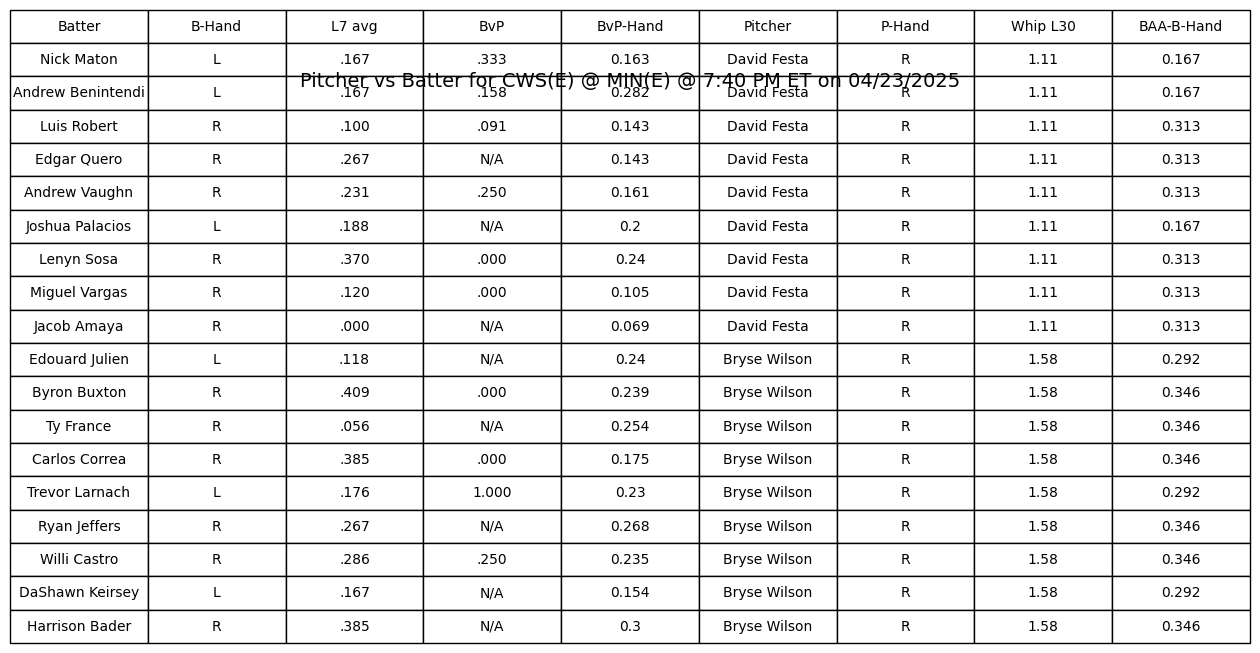 Batter B-Hand L7 avg BvP BvP-Hand Pitcher P-Hand Whip L30 BAA-B-Hand
Nick Maton L .167 .333 0.163 David Festa R 1.11 0.167
Pitcher vs Batter for CWS(E) @ MIN(E) @ 7:40 PM ET on 04/23/2025
Andrew Benintendi L .167 .158 0.282 David Festa R 1.11 0.167
Luis Robert R .100 .091 0.143 David Festa R 1.11 0.313
Edgar Quero R .267 N/A 0.143 David Festa R 1.11 0.313
Andrew Vaughn R .231 .250 0.161 David Festa R 1.11 0.313
Joshua Palacios L .188 N/A 0.2 David Festa R 1.11 0.167
Lenyn Sosa R .370 .000 0.24 David Festa R 1.11 0.313
Miguel Vargas R .120 .000 0.105 David Festa R 1.11 0.313
Jacob Amaya R .000 N/A 0.069 David Festa R 1.11 0.313
Edouard Julien L .118 N/A 0.24 Bryse Wilson R 1.58 0.292
Byron Buxton R .409 .000 0.239 Bryse Wilson R 1.58 0.346
Ty France R .056 N/A 0.254 Bryse Wilson R 1.58 0.346
Carlos Correa R .385 .000 0.175 Bryse Wilson R 1.58 0.346
Trevor Larnach L .176 1.000 0.23 Bryse Wilson R 1.58 0.292
Ryan Jeffers R .267 N/A 0.268 Bryse Wilson R 1.58 0.346
Willi Castro R .286 .250 0.235 Bryse Wilson R 1.58 0.346
DaShawn Keirsey L .167 N/A 0.154 Bryse Wilson R 1.58 0.292
Harrison Bader R .385 N/A 0.3 Bryse Wilson R 1.58 0.346